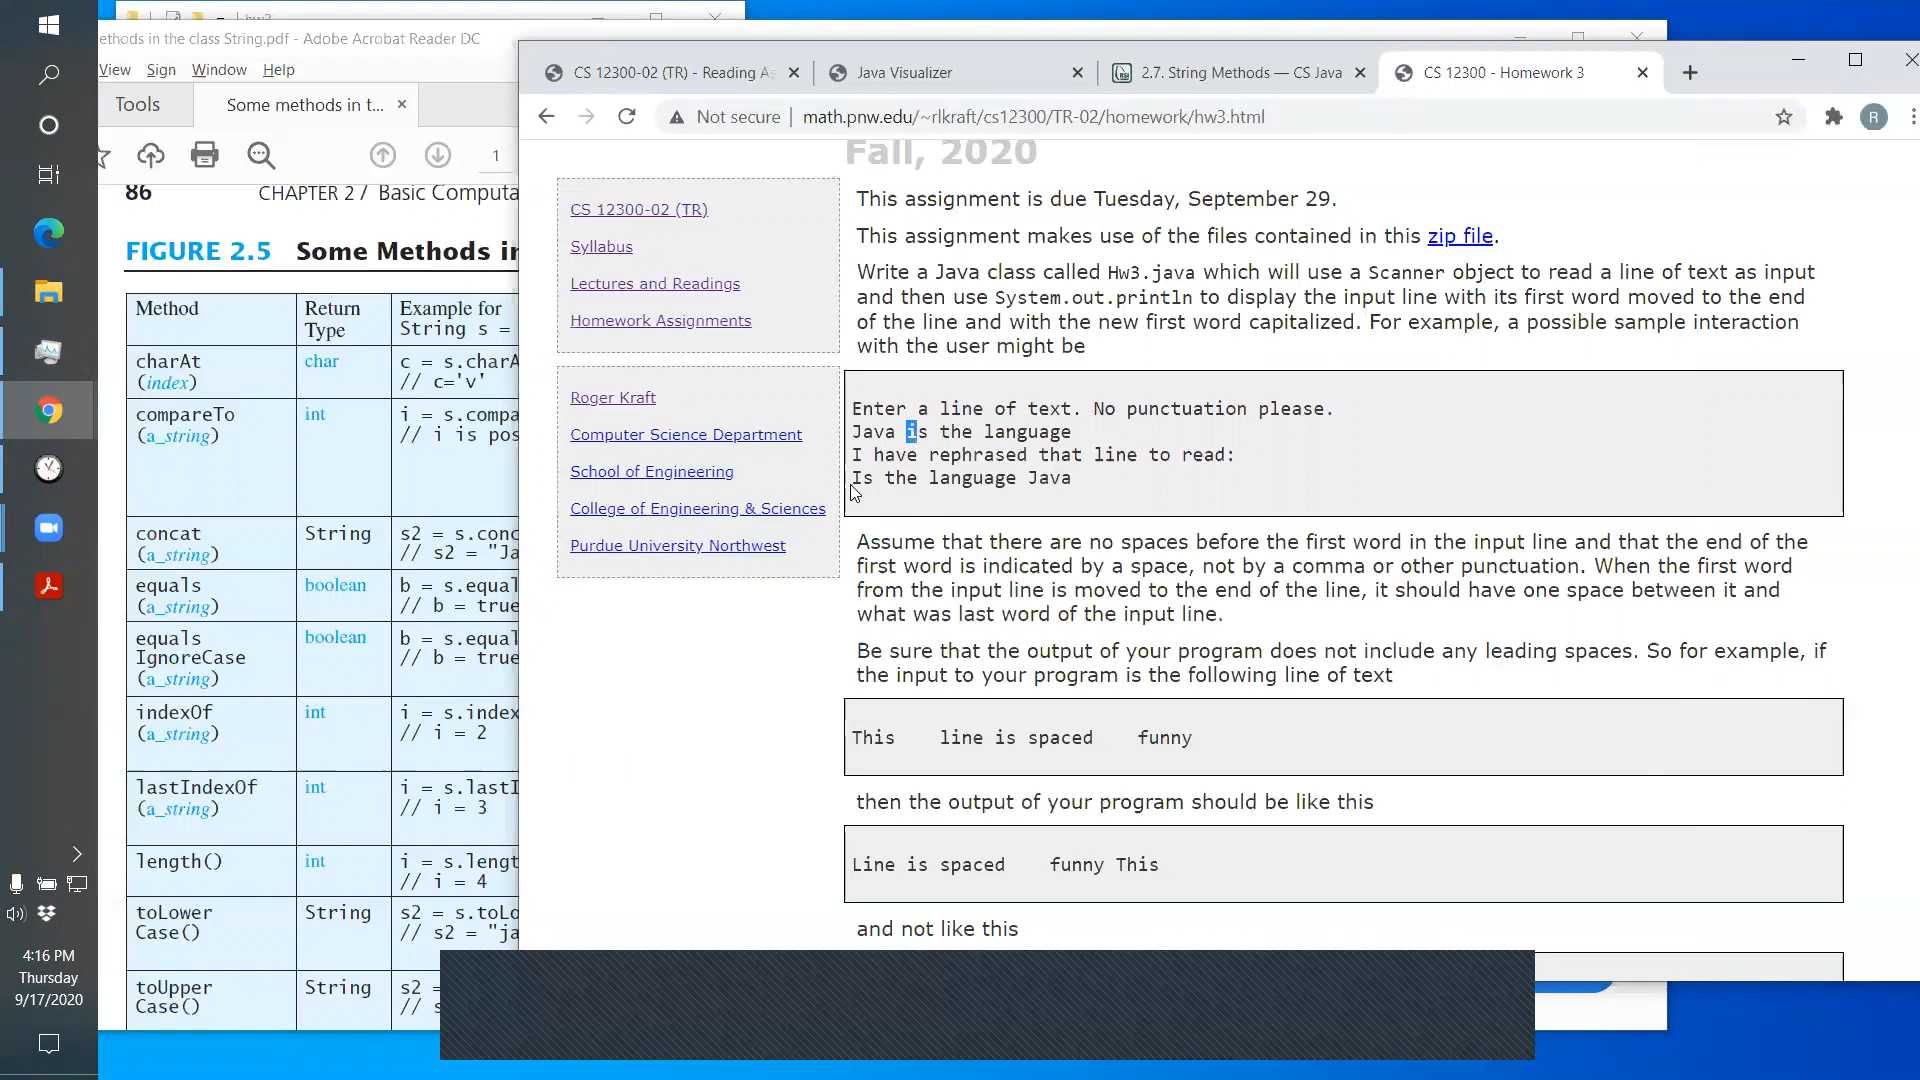 hw3
ethods in the class String.pdf - Adobe Acrobat Reader DC
View Sign Window Help
Tools
Some methods in t...
1
86 CHAPTER 2 / Basic Computa
FIGURE 2.5 Some Methods in
Method
Return Type
Example for
String s =
charAt
(index)
char
c = s.charA
// c='v'
compareTo
(a_string)
int
i = s.compa
// i is pos
concat
(a_string)
String
s2 = s.conc
// s2 = "Ja
equals
(a_string)
boolean
b = s.equal
// b = true
equals
IgnoreCase
(a_string)
boolean
b = s.equal
// b = true
indexOf
(a_string)
int
i = s.index
// i = 2
lastIndexOf
(a_string)
int
i = s.lastI
// i = 3
length()
int
i = s.lengt
// i = 4
toLower
Case()
String
s2 = s.toLo
// s2 = "ja
toUpper
Case()
String
s2 =
// s
CS 12300-02 (TR) - Reading As
Java Visualizer
2.7. String Methods — CS Java
CS 12300 - Homework 3
Not secure
math.pnw.edu/~rlkraft/cs12300/TR-02/homework/hw3.html
R
Fall, 2020
CS 12300-02 (TR)
Syllabus
Lectures and Readings
Homework Assignments
Roger Kraft
Computer Science Department
School of Engineering
College of Engineering & Sciences
Purdue University Northwest
This assignment is due Tuesday, September 29.
This assignment makes use of the files contained in this zip file.
Write a Java class called Hw3.java which will use a Scanner object to read a line of text as input
and then use System.out.println to display the input line with its first word moved to the end
of the line and with the new first word capitalized. For example, a possible sample interaction
with the user might be
Enter a line of text. No punctuation please.
Java is the language
I have rephrased that line to read:
Is the language Java
Assume that there are no spaces before the first word in the input line and that the end of the
first word is indicated by a space, not by a comma or other punctuation. When the first word
from the input line is moved to the end of the line, it should have one space between it and
what was last word of the input line.
Be sure that the output of your program does not include any leading spaces. So for example, if
the input to your program is the following line of text
This    line is spaced    funny
then the output of your program should be like this
Line is spaced    funny This
and not like this
4:16 PM
Thursday
9/17/2020